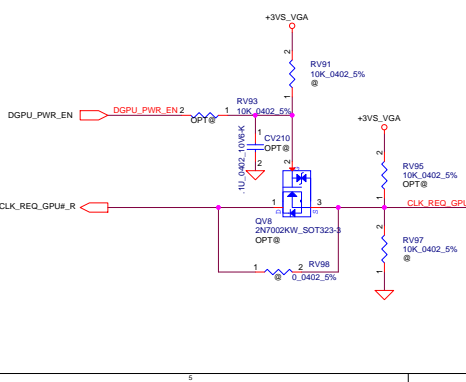 +3VS_VGA
2
RV91
10K_0402_5%
@
1
DGPU_PWR_EN
DGPU_PWR_EN 2
1
RV93
10K_0402_5%
OPT@
1
CV210
OPT@
.1U_0402_10V6-K
2
2
G
+3VS_VGA
2
RV95
10K_0402_5%
OPT@
1
CLK_REQ_GPU#_R
1
D
S
3
CLK_REQ_GPU
QV8
2N7002KW_SOT323-3
OPT@
2
RV97
10K_0402_5%
@
1
1
2
RV98
@
0_0402_5%
5